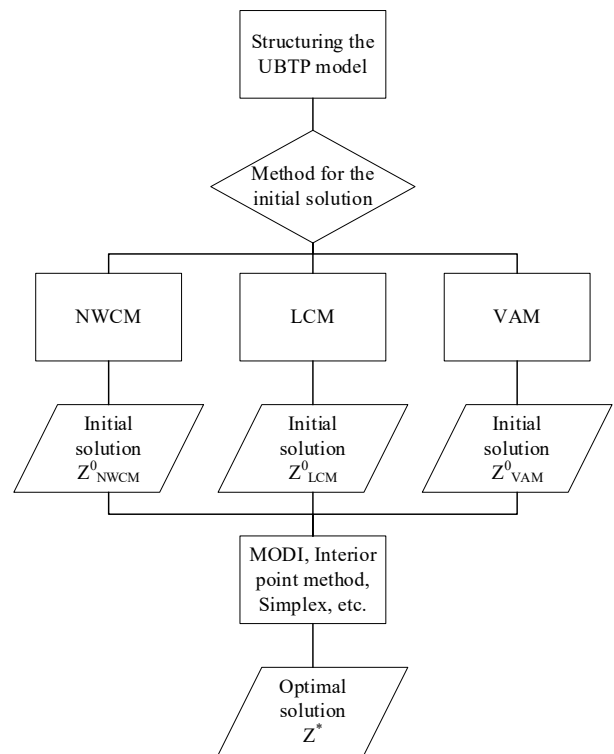 Structuring the
UBTP model
Method for the
initial solution
NWCM
LCM
VAM
Initial
solution
Z⁰NWCM
Initial
solution
Z⁰LCM
Initial
solution
Z⁰VAM
MODI, Interior
point method,
Simplex, etc.
Optimal
solution
Z*